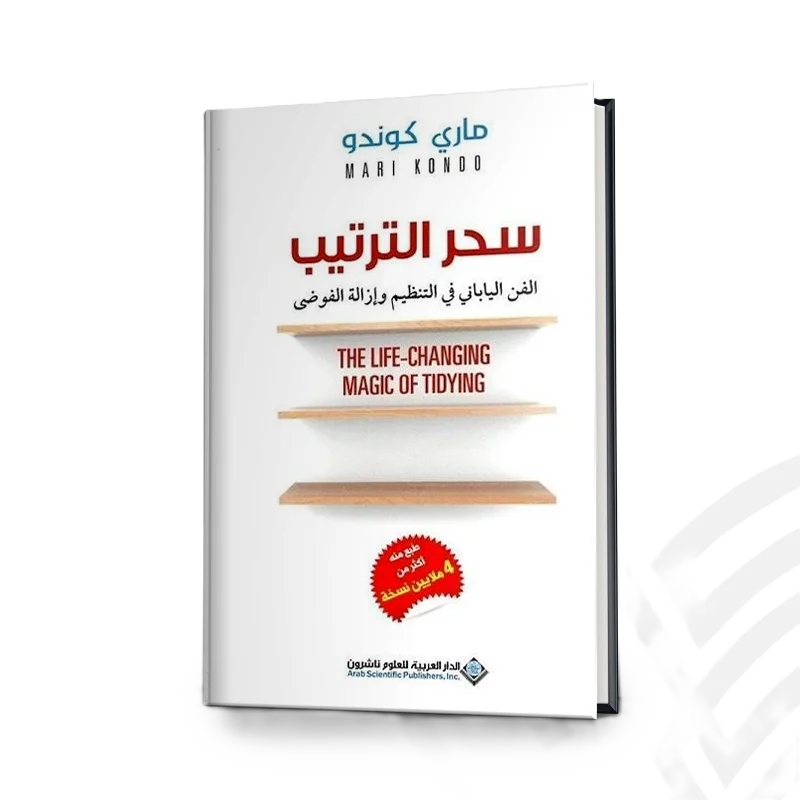 ماري كوندو
MARI KONDO
سحر الترتيب
الفن الياباني في التنظيم وإزالة الفوضى
THE LIFE-CHANGING
MAGIC OF TIDYING
طبع منه
أكثر من
4 ملايين نسخة
الدار العربية للعلوم ناشرون
Arab Scientific Publishers, Inc.